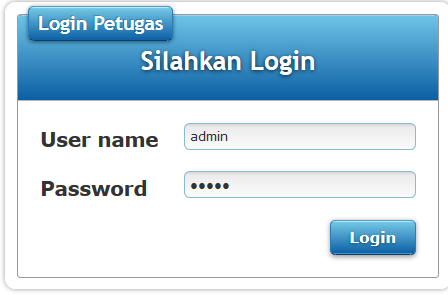 Login Petugas
Silahkan Login
User name admin
Password •••••
Login